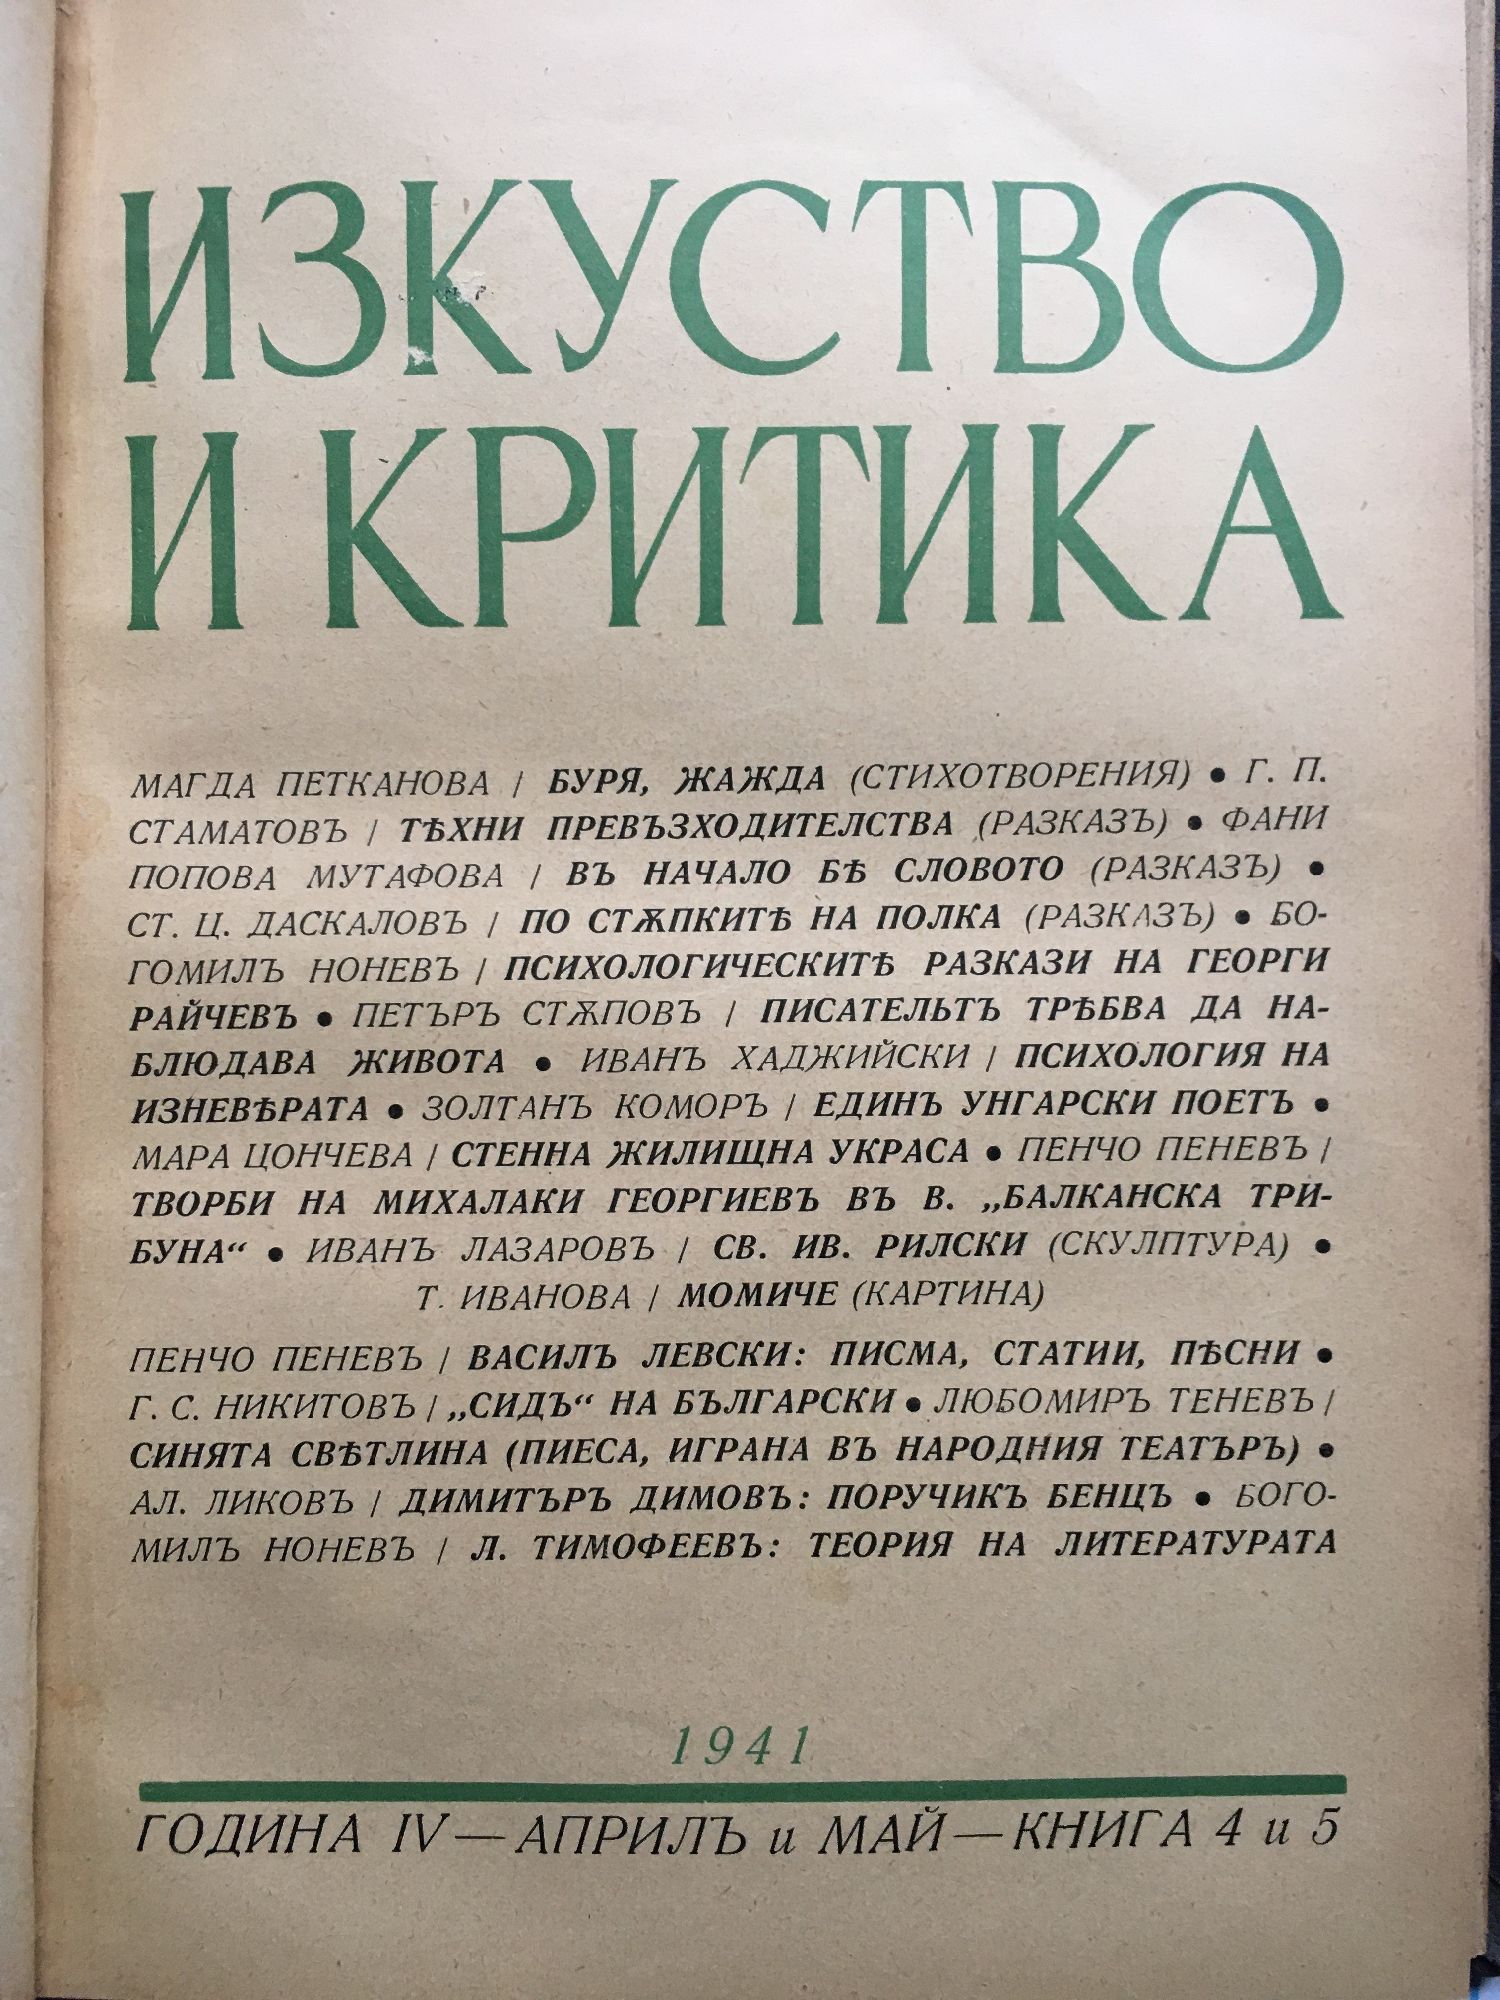 ИЗКУСТВО
И КРИТИКА
МАГДА ПЕТКАНОВА / БУРЯ, ЖАЖДА (СТИХОТВОРЕНИЯ) ● Г. П.
СТАМАТОВЪ / ТѢХНИ ПРЕВЪЗХОДИТЕЛСТВА (РАЗКАЗЪ) ● ФАНИ
ПОПОВА МУТАФОВА / ВЪ НАЧАЛО БѢ СЛОВОТО (РАЗКАЗЪ) ●
СТ. Ц. ДАСКАЛОВЪ / ПО СТѪПКИТѢ НА ПОЛКА (РАЗКАЗЪ) ● БО-
ГОМИЛЪ НОНЕВЪ / ПСИХОЛОГИЧЕСКИТѢ РАЗКАЗИ НА ГЕОРГИ
РАЙЧЕВЪ ● ПЕТЪРЪ СТѪПОВЪ / ПИСАТЕЛЬТЪ ТРѢБВА ДА НА-
БЛЮДАВА ЖИВОТА ● ИВАНЪ ХАДЖИЙСКИ / ПСИХОЛОГИЯ НА
ИЗНЕВѢРАТА ● ЗОЛТАНЪ КОМОРЪ / ЕДИНЪ УНГАРСКИ ПОЕТЪ ●
МАРА ЦОНЧЕВА / СТЕННА ЖИЛИЩНА УКРАСА ● ПЕНЧО ПЕНЕВЪ /
ТВОРБИ НА МИХАЛАКИ ГЕОРГИЕВЪ ВЪ В. „БАЛКАНСКА ТРИ-
БУНА“ ● ИВАНЪ ЛАЗАРОВЪ / СВ. ИВ. РИЛСКИ (СКУЛПТУРА) ●
Т. ИВАНОВА / МОМИЧЕ (КАРТИНА)
ПЕНЧО ПЕНЕВЪ / ВАСИЛЪ ЛЕВСКИ: ПИСМА, СТАТИИ, ПѢСНИ ●
Г. С. НИКИТОВЪ / „СИДЪ“ НА БЪЛГАРСКИ ● ЛЮБОМИРЪ ТЕНЕВЪ /
СИНЯТА СВѢТЛИНА (ПИЕСА, ИГРАНА ВЪ НАРОДНИЯ ТЕАТЪРЪ) ●
АЛ. ЛИКОВЪ / ДИМИТЪРЪ ДИМОВЪ: ПОРУЧИКЪ БЕНЦЪ ● БОГО-
МИЛЪ НОНЕВЪ / Л. ТИМОФЕЕВЪ: ТЕОРИЯ НА ЛИТЕРАТУРАТА
1941
ГОДИНА IV — АПРИЛЪ и МАЙ — КНИГА 4 и 5